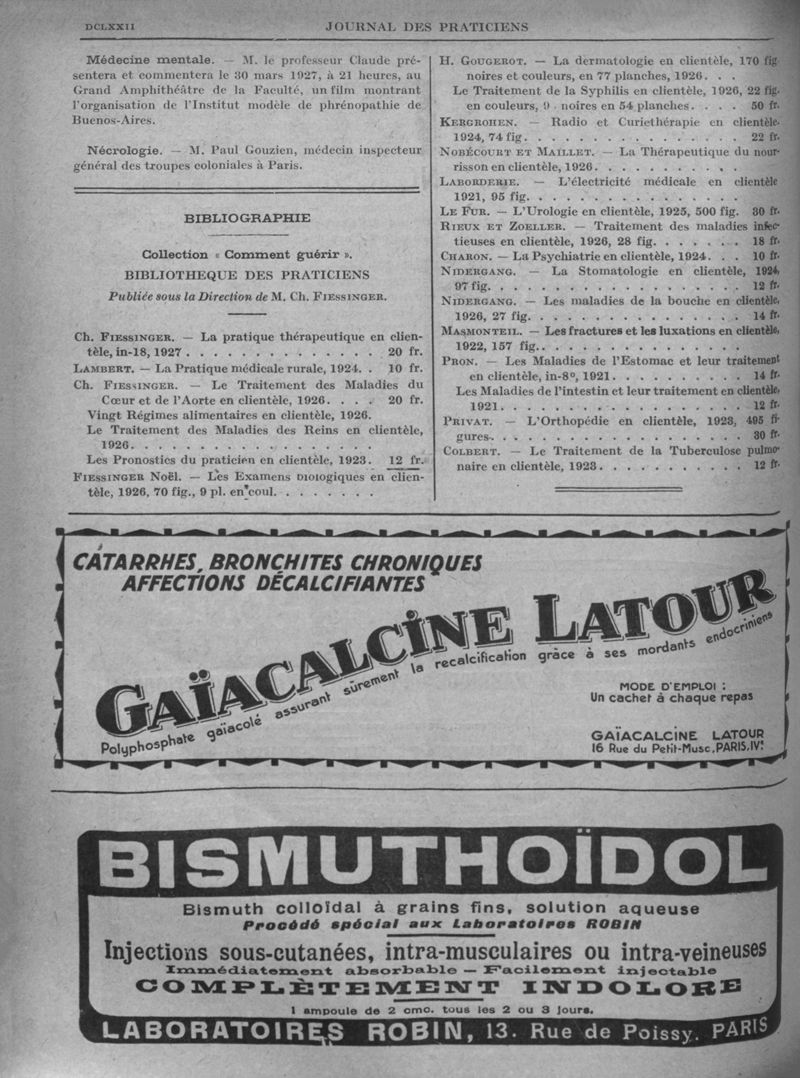 DCLXXII
JOURNAL DES PRATICIENS
Médecine mentale. — M. le professeur Claude pré-
sentera et commentera le 30 mars 1927, à 21 heures, au
Grand Amphithéâtre de la Faculté, un film montrant
l'organisation de l'Institut modèle de phrénopathie de
Buenos-Aires.
Nécrologie. — M. Paul Gouzien, médecin inspecteur
général des troupes coloniales à Paris.
BIBLIOGRAPHIE
Collection « Comment guérir ».
BIBLIOTHEQUE DES PRATICIENS
Publiée sous la Direction de M. Ch. FIESSINGER.
Ch. FIESSINGER. — La pratique thérapeutique en clien-
tèle, in-18, 1927 . . . . . . . . . . . . . . 20 fr.
LAMBERT. — La Pratique médicale rurale, 1924. . 10 fr.
Ch. FIESSINGER. — Le Traitement des Maladies du
Cœur et de l'Aorte en clientèle, 1926. . . . 20 fr.
Vingt Régimes alimentaires en clientèle, 1926.
Le Traitement des Maladies des Reins en clientèle,
1926. . . . . . . . . . . . . . . . . .
Les Pronostics du praticien en clientèle, 1923. 12 fr.
FIESSINGER Noël. — Les Examens biologiques en clien-
tèle, 1926, 70 fig., 9 pl. en coul. . . . . . . .
H. GOUGEROT. — La dermatologie en clientèle, 170 fig.
noires et couleurs, en 77 planches, 1926. . .
Le Traitement de la Syphilis en clientèle, 1926, 22 fig.
en couleurs, 9 . noires en 54 planches. . . . 50 fr.
KERGROHEN. — Radio et Curiethérapie en clientèle.
1924, 74 fig. . . . . . . . . . . . . . . . . 22 fr.
NOBÉCOURT ET MAILLET. — La Thérapeutique du nour-
risson en clientèle, 1926. . . . . . . . . . .
LABORDERIE. — L'électricité médicale en clientèle
1921, 95 fig. . . . . . . . . . . . . . . .
LE FUR. — L'Urologie en clientèle, 1925, 500 fig. 30 fr.
RIEUX ET ZOELLER. — Traitement des maladies infec-
tieuses en clientèle, 1926, 28 fig. . . . . . . 18 fr.
CHARON. — La Psychiatrie en clientèle, 1924. . . 10 fr.
NIDERGANG. — La Stomatologie en clientèle, 1924,
97 fig. . . . . . . . . . . . . . . . . . . 12 fr.
NIDERGANG. — Les maladies de la bouche en clientèle,
1926, 27 fig. . . . . . . . . . . . . . . . 14 fr.
MASMONTEIL. — Les fractures et les luxations en clientèle,
1922, 157 fig. . . . . . . . . . . . . . . .
PRON. — Les Maladies de l'Estomac et leur traitement
en clientèle, in-8°, 1921. . . . . . . . . . 14 fr.
Les Maladies de l'intestin et leur traitement en clientèle,
1921. . . . . . . . . . . . . . . . . . . 12 fr.
PRIVAT. — L'Orthopédie en clientèle, 1923, 495 fi-
gures. . . . . . . . . . . . . . . . . . . 30 fr.
COLBERT. — Le Traitement de la Tuberculose pulmo-
naire en clientèle, 1923. . . . . . . . . . . 12 fr.
CATARRHES, BRONCHITES CHRONIQUES
AFFECTIONS DÉCALCIFIANTES
GAÏACALCINE LATOUR
Polyphosphate gaïacolé assurant sûrement la recalcification grâce à ses mordants endocriniens
MODE D'EMPLOI :
Un cachet à chaque repas
GAÏACALCINE LATOUR
16 Rue du Petit-Musc, PARIS.IVᵉ
BISMUTHOÏDOL
Bismuth colloïdal à grains fins, solution aqueuse
Procédé spécial aux Laboratoires ROBIN
Injections sous-cutanées, intra-musculaires ou intra-veineuses
Immédiatement absorbable — Facilement injectable
COMPLÈTEMENT INDOLORE
1 ampoule de 2 cmc. tous les 2 ou 3 jours.
LABORATOIRES ROBIN, 13. Rue de Poissy. PARIS